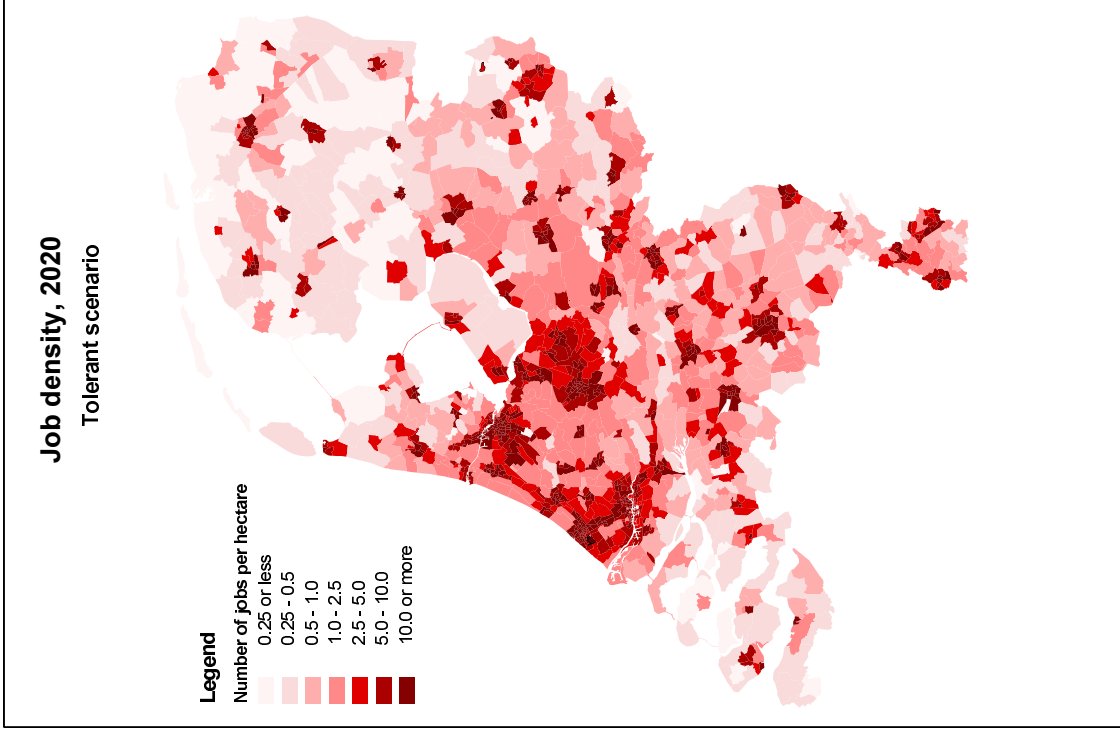 Job density, 2020
Tolerant scenario
Legend
Number of jobs per hectare
0.25 or less
0.25 - 0.5
0.5 - 1.0
1.0 - 2.5
2.5 - 5.0
5.0 - 10.0
10.0 or more